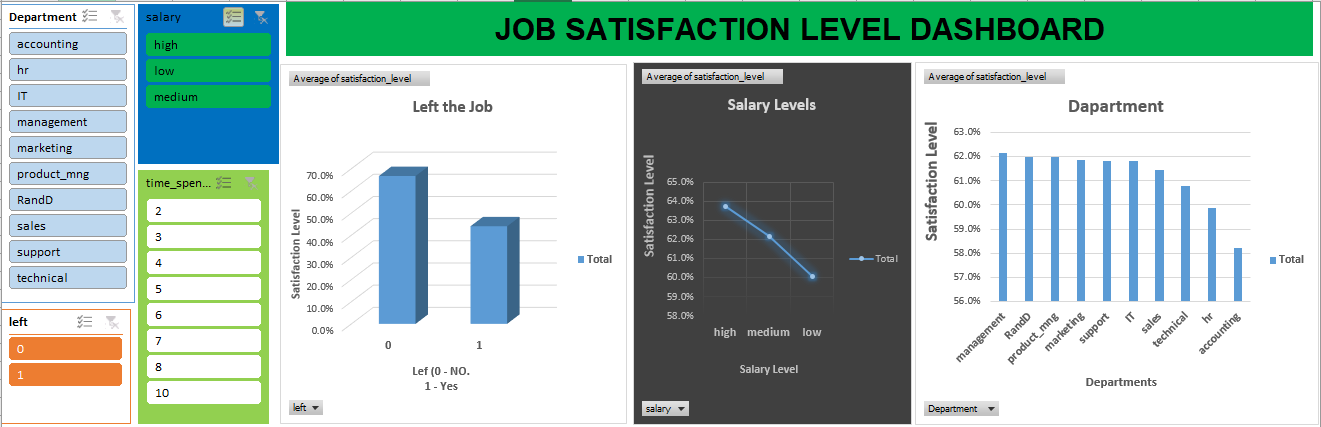 Department
accounting
hr
IT
management
marketing
product_mng
RandD
sales
support
technical
left
0
1
salary
high
low
medium
time_spen...
2
3
4
5
6
7
8
10
JOB SATISFACTION LEVEL DASHBOARD
Average of satisfaction_level
Left the Job
Satisfaction Level
70.0%
60.0%
50.0%
40.0%
30.0%
20.0%
10.0%
0.0%
0
1
Total
Lef (0 - NO.
1 - Yes
left
Average of satisfaction_level
Salary Levels
Satisfaction Level
65.0%
64.0%
63.0%
62.0%
61.0%
60.0%
59.0%
58.0%
high
medium
low
Total
Salary Level
salary
Average of satisfaction_level
Dapartment
Satisfaction Level
63.0%
62.0%
61.0%
60.0%
59.0%
58.0%
57.0%
56.0%
management
RandD
product_mng
marketing
support
IT
sales
technical
hr
accounting
Total
Departments
Department